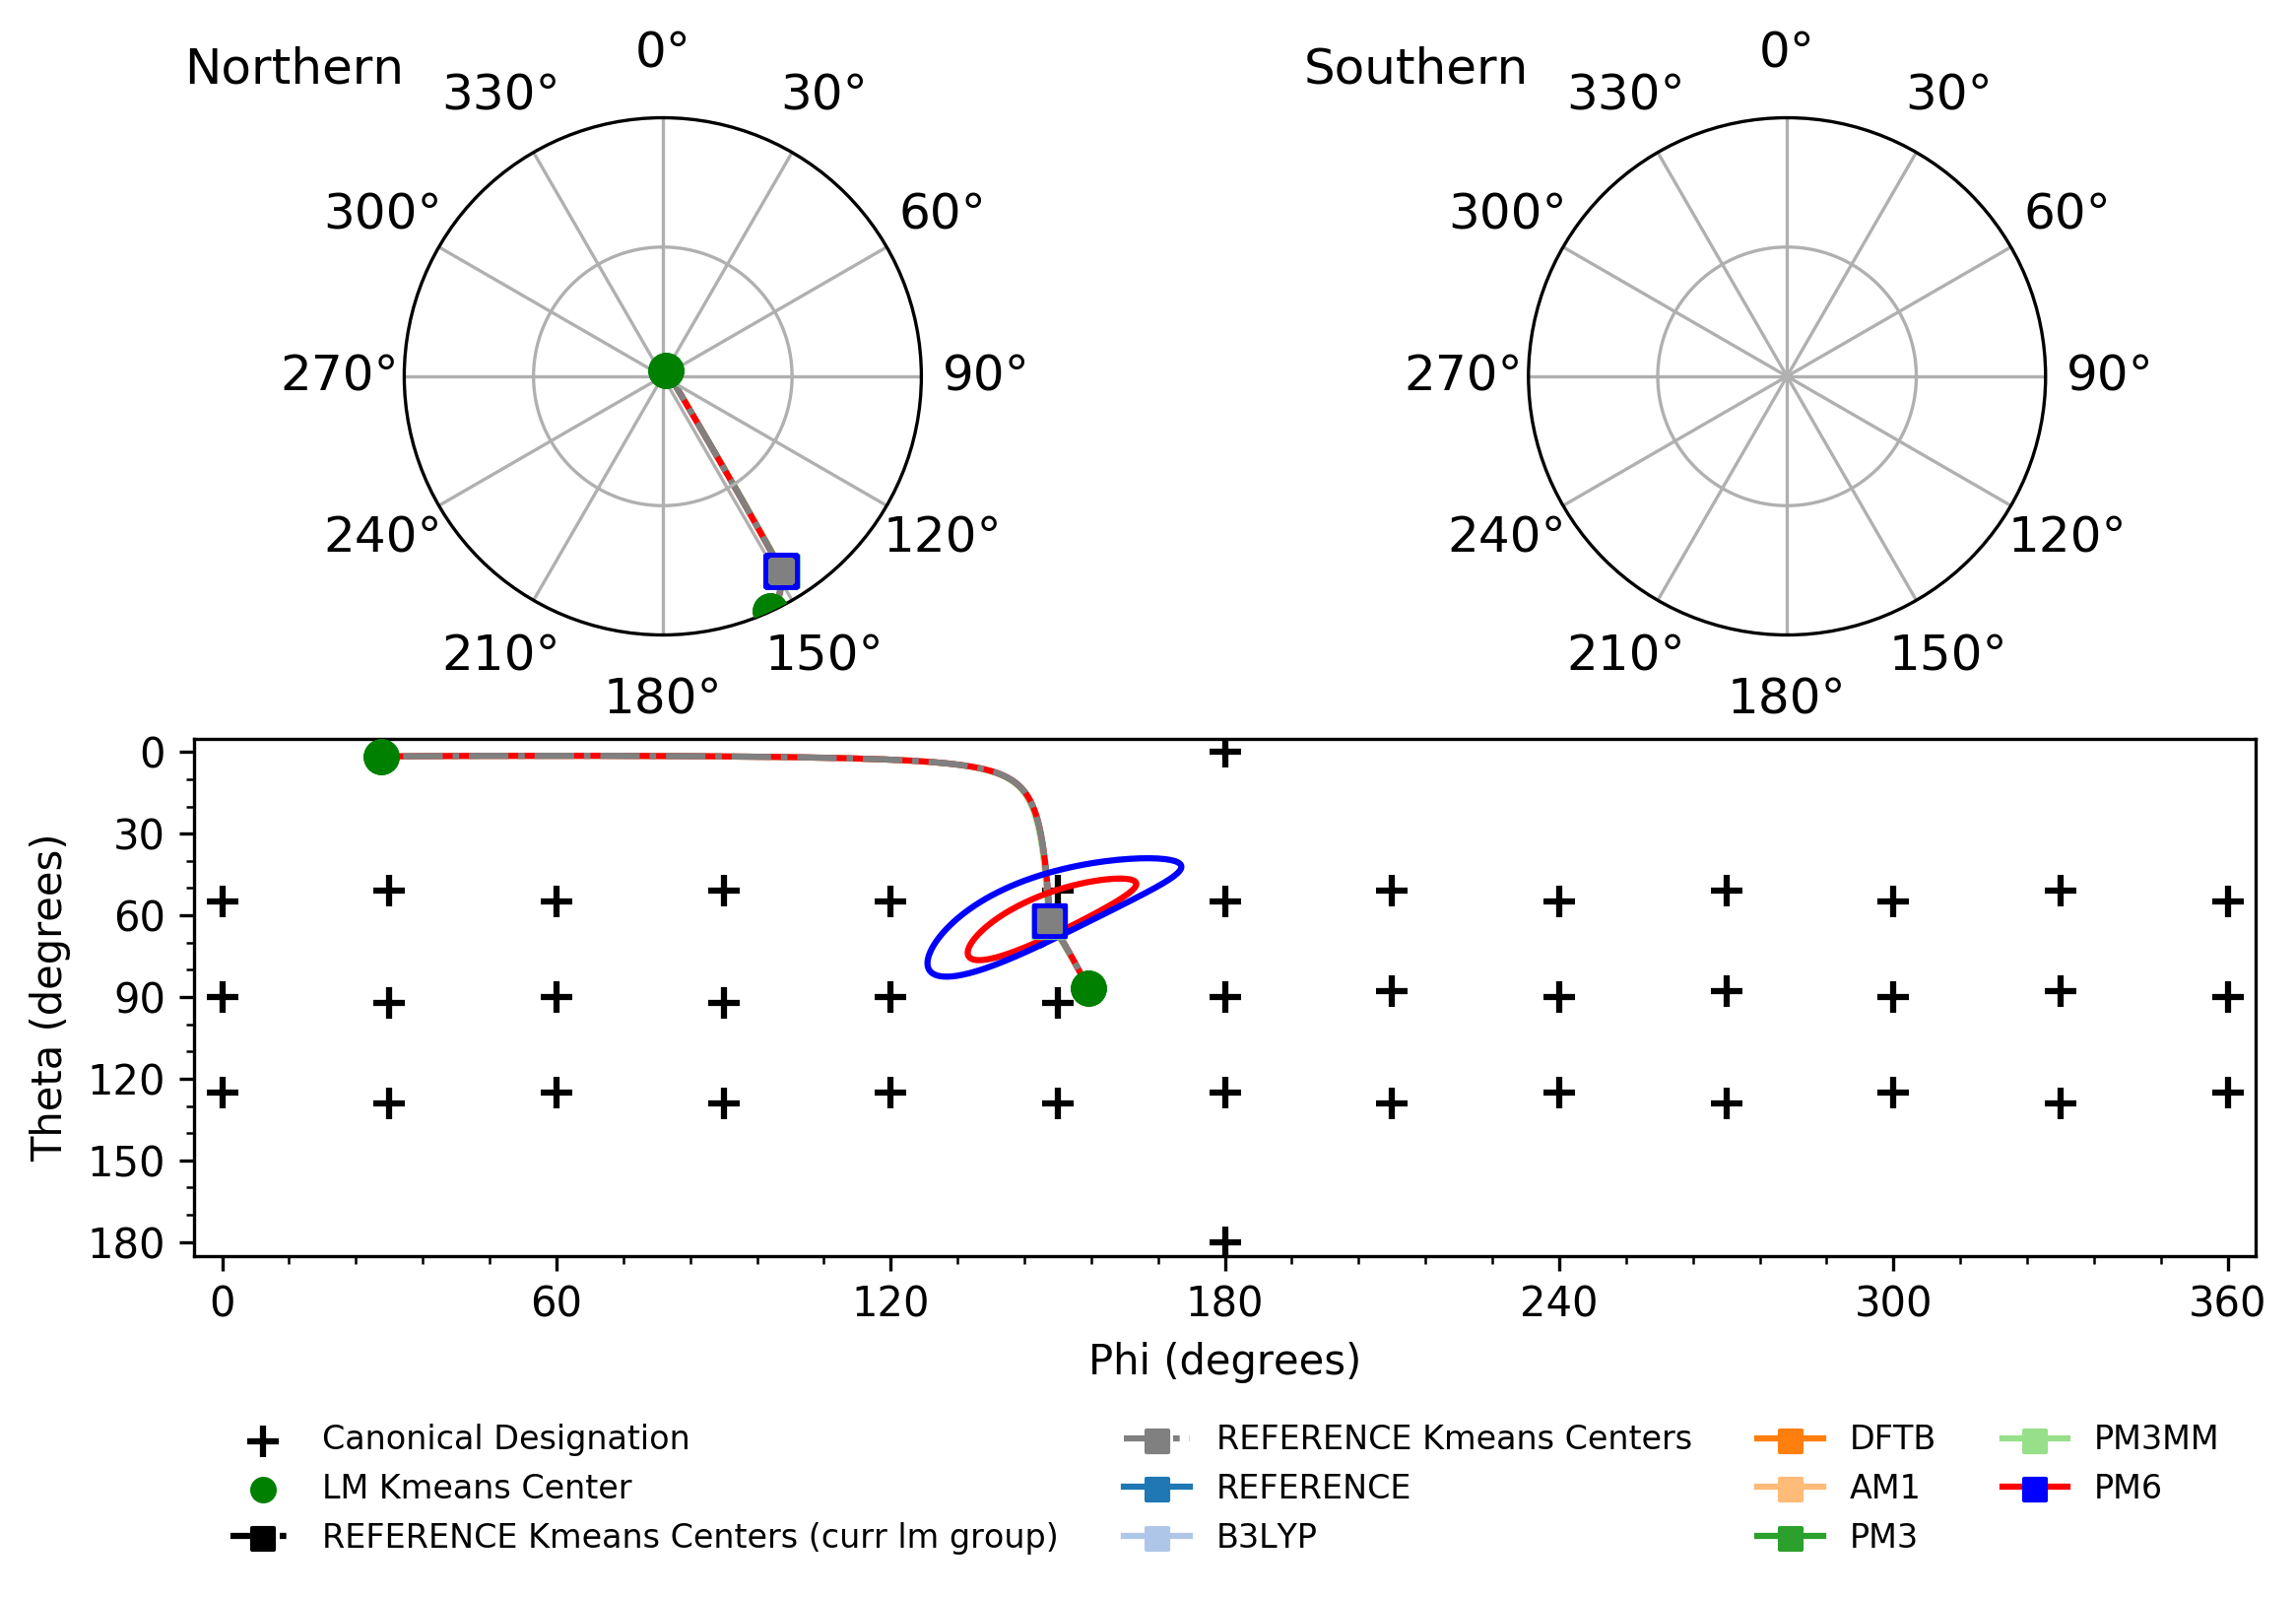 Northern
0°
30°
60°
90°
120°
150°
180°
210°
240°
270°
300°
330°
Southern
0°
30°
60°
90°
120°
150°
180°
210°
240°
270°
300°
330°
Theta (degrees)
0
30
60
90
120
150
180
0
60
120
180
240
300
360
Phi (degrees)
Canonical Designation
LM Kmeans Center
REFERENCE Kmeans Centers (curr lm group)
REFERENCE Kmeans Centers
REFERENCE
B3LYP
DFTB
AM1
PM3
PM3MM
PM6